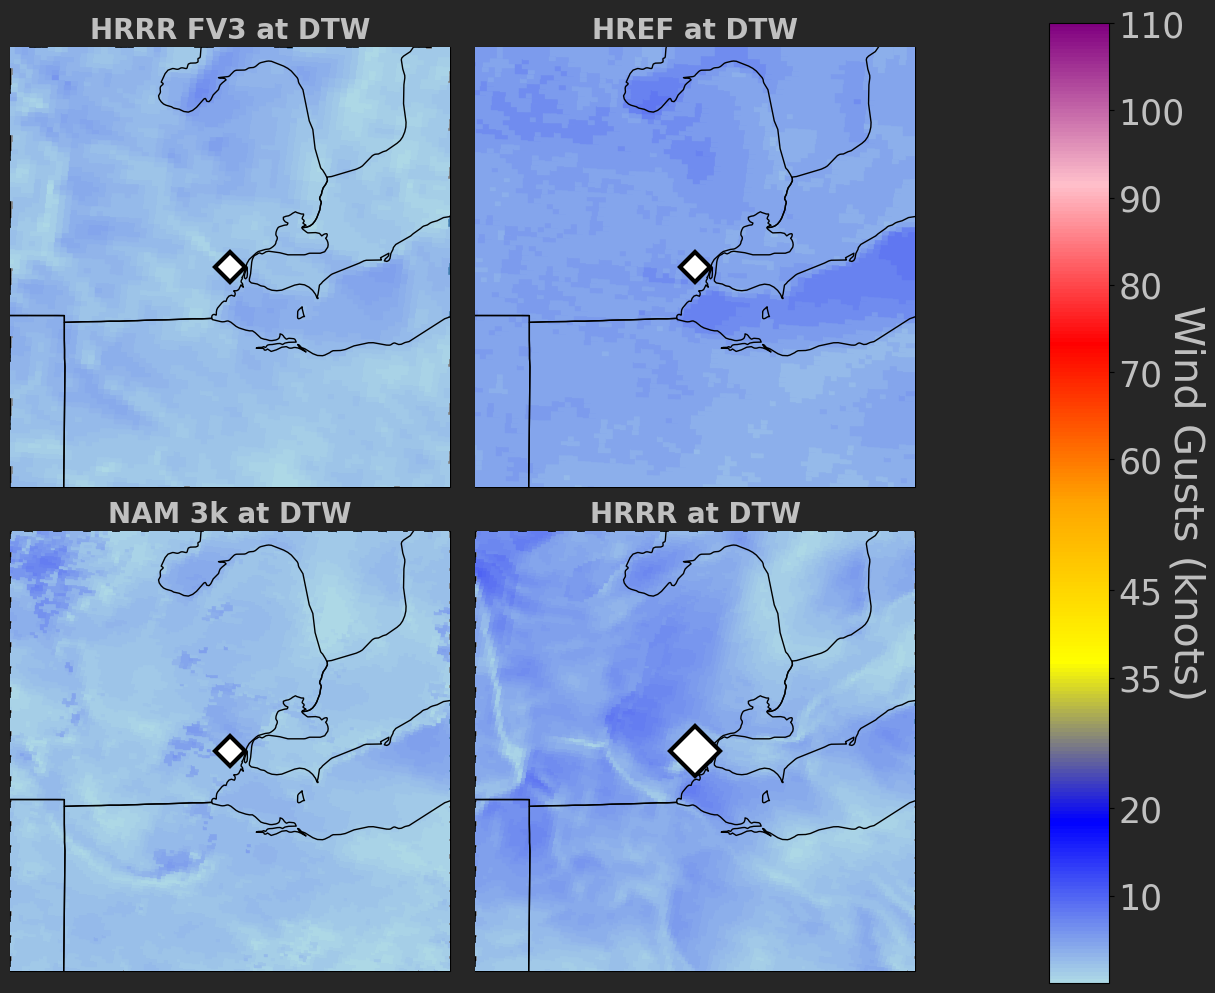 HRRR FV3 at DTW
HREF at DTW
NAM 3k at DTW
HRRR at DTW
110
100
90
80
70
60
45
35
20
10
Wind Gusts (knots)